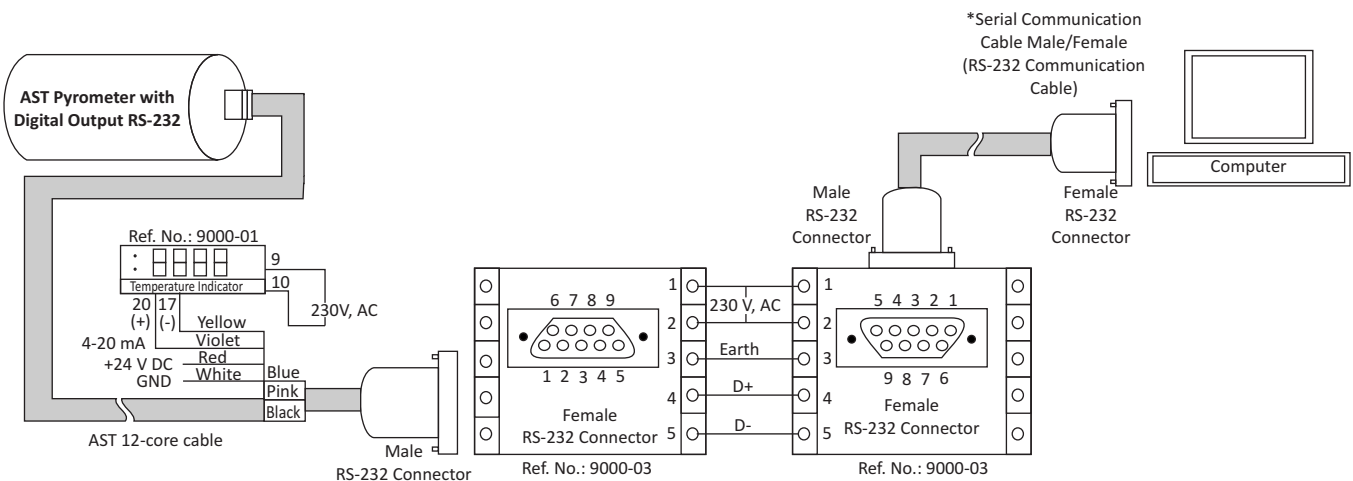 *Serial Communication
Cable Male/Female
(RS-232 Communication
Cable)
AST Pyrometer with
Digital Output RS-232
Computer
Male
RS-232
Connector
Female
RS-232
Connector
Ref. No.: 9000-01
9
Temperature Indicator
10
20 17
(+) (-)
230V, AC
Yellow
4-20 mA
Violet
+24 V DC
Red
GND
White
Blue
Pink
Black
AST 12-core cable
Male
RS-232 Connector
6 7 8 9
1 2 3 4 5
Female
RS-232 Connector
1
2
3
4
5
Ref. No.: 9000-03
230 V, AC
Earth
D+
D-
1
2
3
4
5
5 4 3 2 1
9 8 7 6
Female
RS-232 Connector
Ref. No.: 9000-03